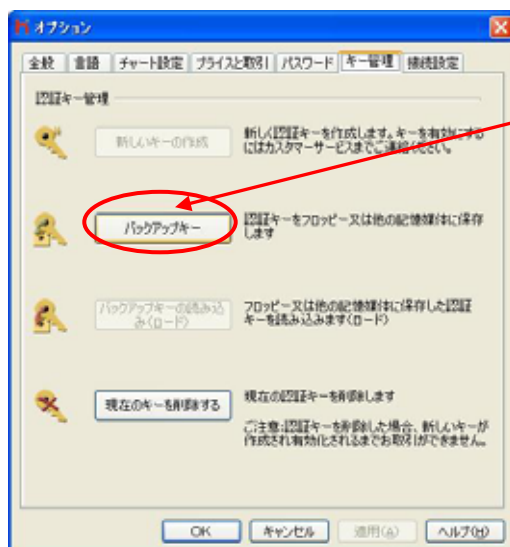 オプション
全般 言語 チャート設定 プライスと取引 パスワード キー管理 接続設定
認証キー管理
新しいキーの作成
新しく認証キーを作成します。キーを有効にする
にはカスタマーサービスまでご連絡ください。
バックアップキー
認証キーをフロッピー又は他の記憶媒体に保存
します
バックアップキーの読み込
み(ロード)
フロッピー又は他の記憶媒体に保存した認証
キーを読み込みます(ロード)
現在のキーを削除する
現在の認証キーを削除します
ご注意:認証キーを削除した場合、新しいキーが
作成され有効化されるまでお取引ができません。
OK キャンセル 適用(A) ヘルプ(H)